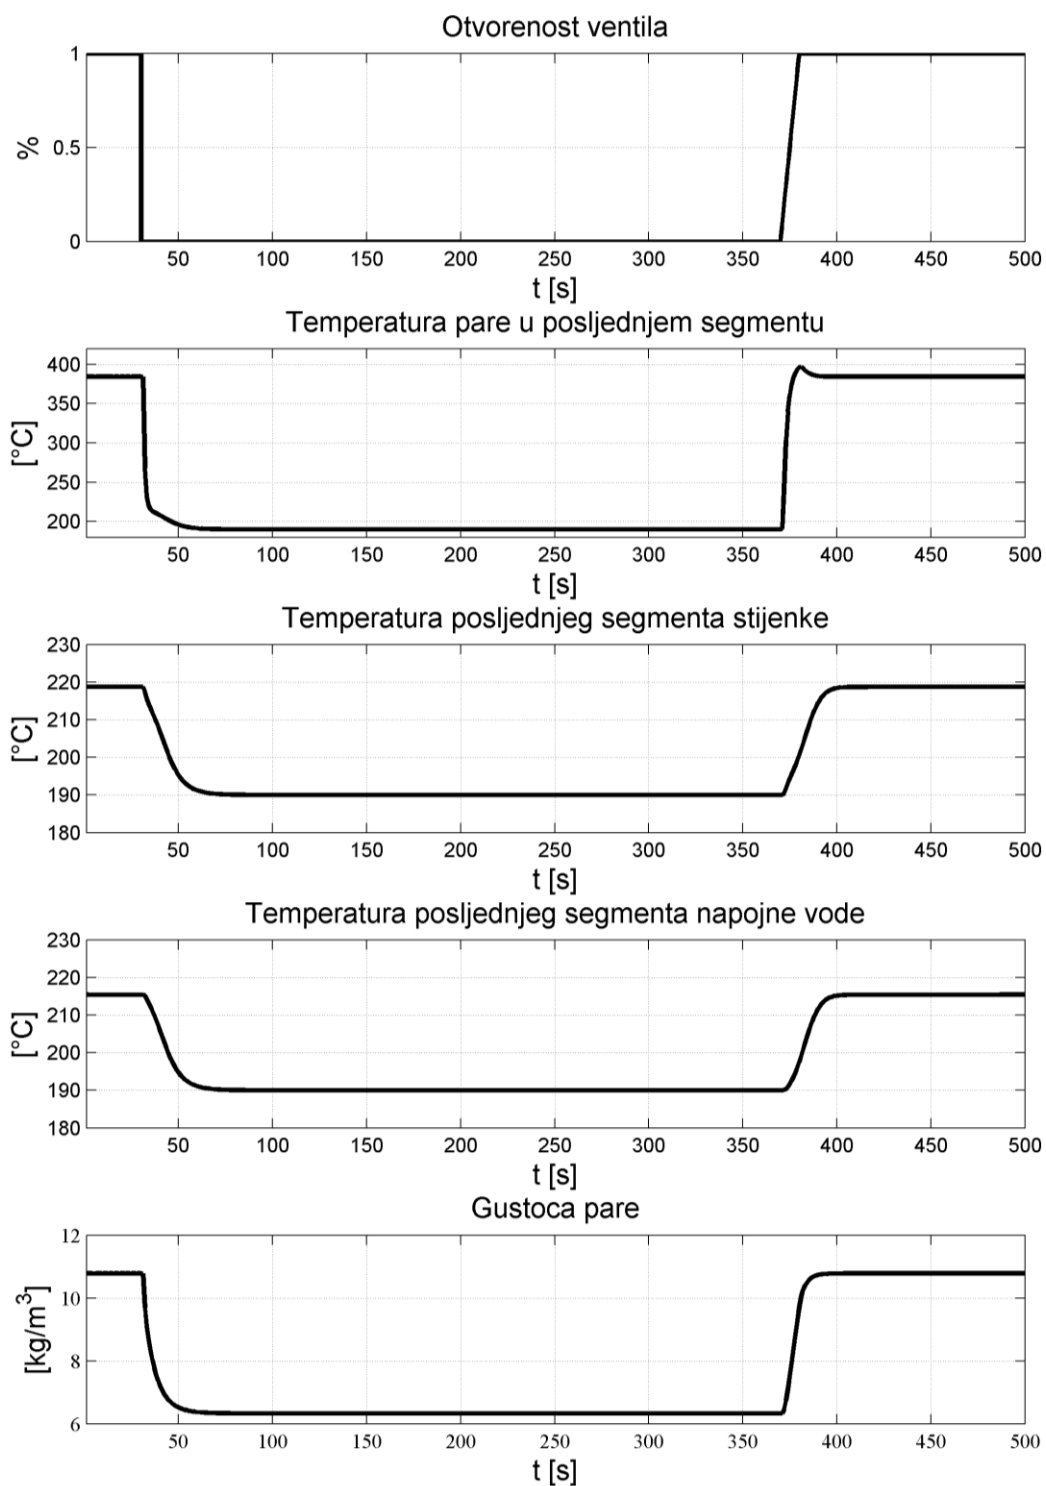 Otvorenost ventila
%
1
0.5
0
50 100 150 200 250 300 350 400 450 500
t [s]
Temperatura pare u posljednjem segmentu
[°C]
400
350
300
250
200
50 100 150 200 250 300 350 400 450 500
t [s]
Temperatura posljednjeg segmenta stijenke
[°C]
230
220
210
200
190
180
50 100 150 200 250 300 350 400 450 500
t [s]
Temperatura posljednjeg segmenta napojne vode
[°C]
230
220
210
200
190
180
50 100 150 200 250 300 350 400 450 500
t [s]
Gustoca pare
[kg/m³]
12
10
8
6
50 100 150 200 250 300 350 400 450 500
t [s]